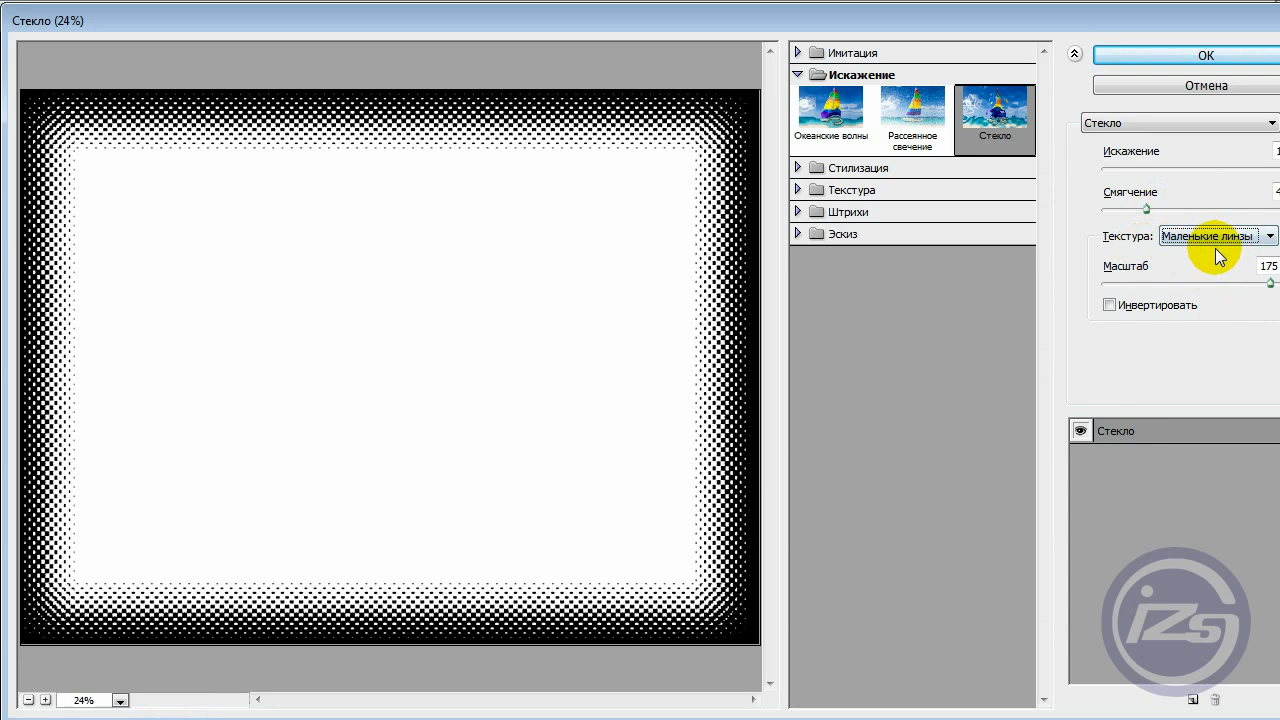 Стекло (24%)
Имитация
Искажение
Океанские волны
Рассеянное
свечение
Стекло
Стилизация
Текстура
Штрихи
Эскиз
24%
OK
Отмена
Стекло
Искажение
Смягчение
Текстура: Маленькие линзы
Масштаб 175
Инвертировать
Стекло